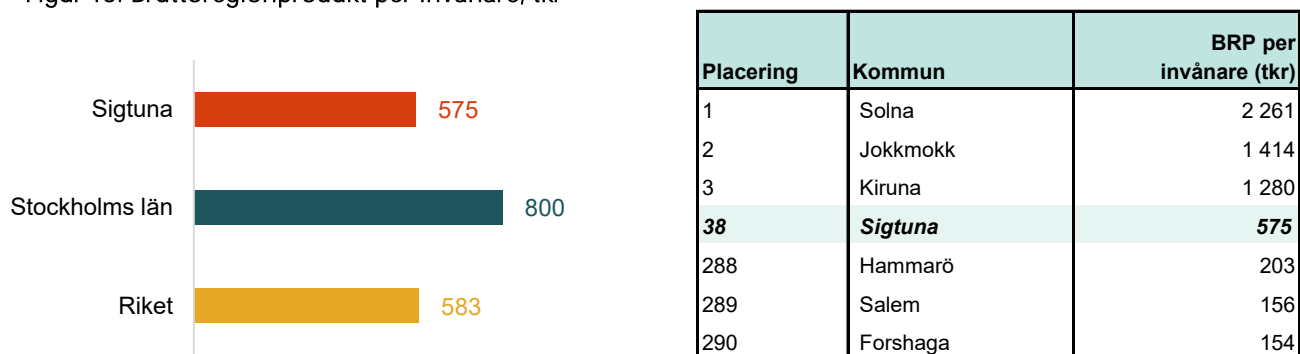 Sigtuna 575
Stockholms län 800
Riket 583
Placering Kommun BRP per invånare (tkr)
1 Solna 2 261
2 Jokkmokk 1 414
3 Kiruna 1 280
38 Sigtuna 575
288 Hammarö 203
289 Salem 156
290 Forshaga 154